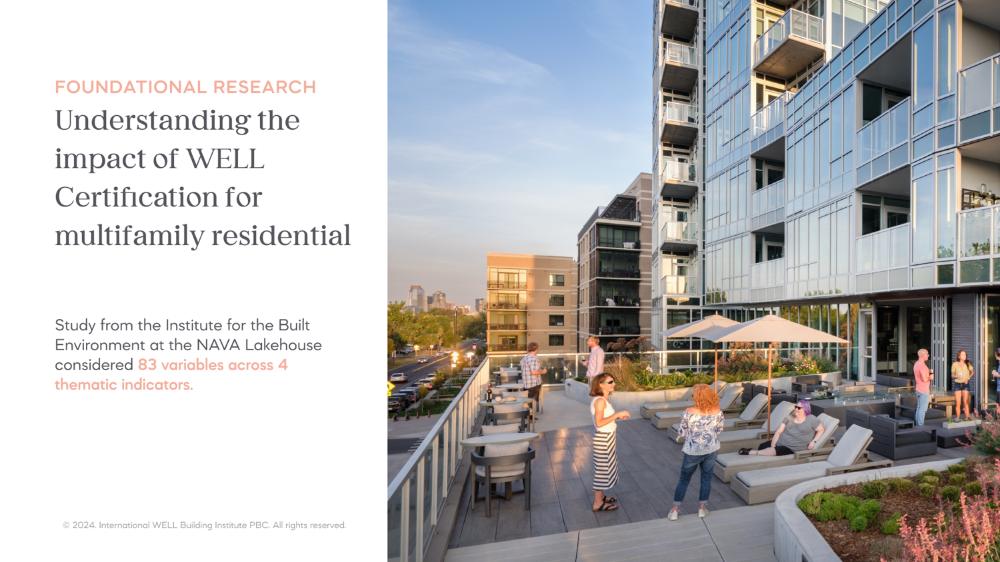 FOUNDATIONAL RESEARCH
Understanding the
impact of WELL
Certification for
multifamily residential
Study from the Institute for the Built
Environment at the NAVA Lakehouse
considered 83 variables across 4
thematic indicators.
© 2024. International WELL Building Institute PBC. All rights reserved.